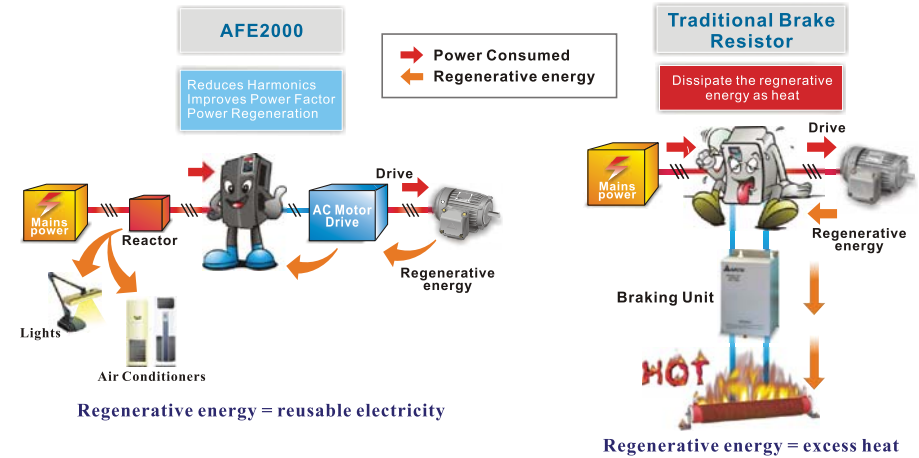 AFE2000
Reduces Harmonics
Improves Power Factor
Power Regeneration
Power Consumed
Regenerative energy
Traditional Brake
Resistor
Dissipate the regnerative
energy as heat
Mains
power
Reactor
AC Motor
Drive
Drive
Regenerative
energy
Lights
Air Conditioners
Regenerative energy = reusable electricity
Mains
power
Drive
Regenerative
energy
Braking Unit
HOT
Regenerative energy = excess heat